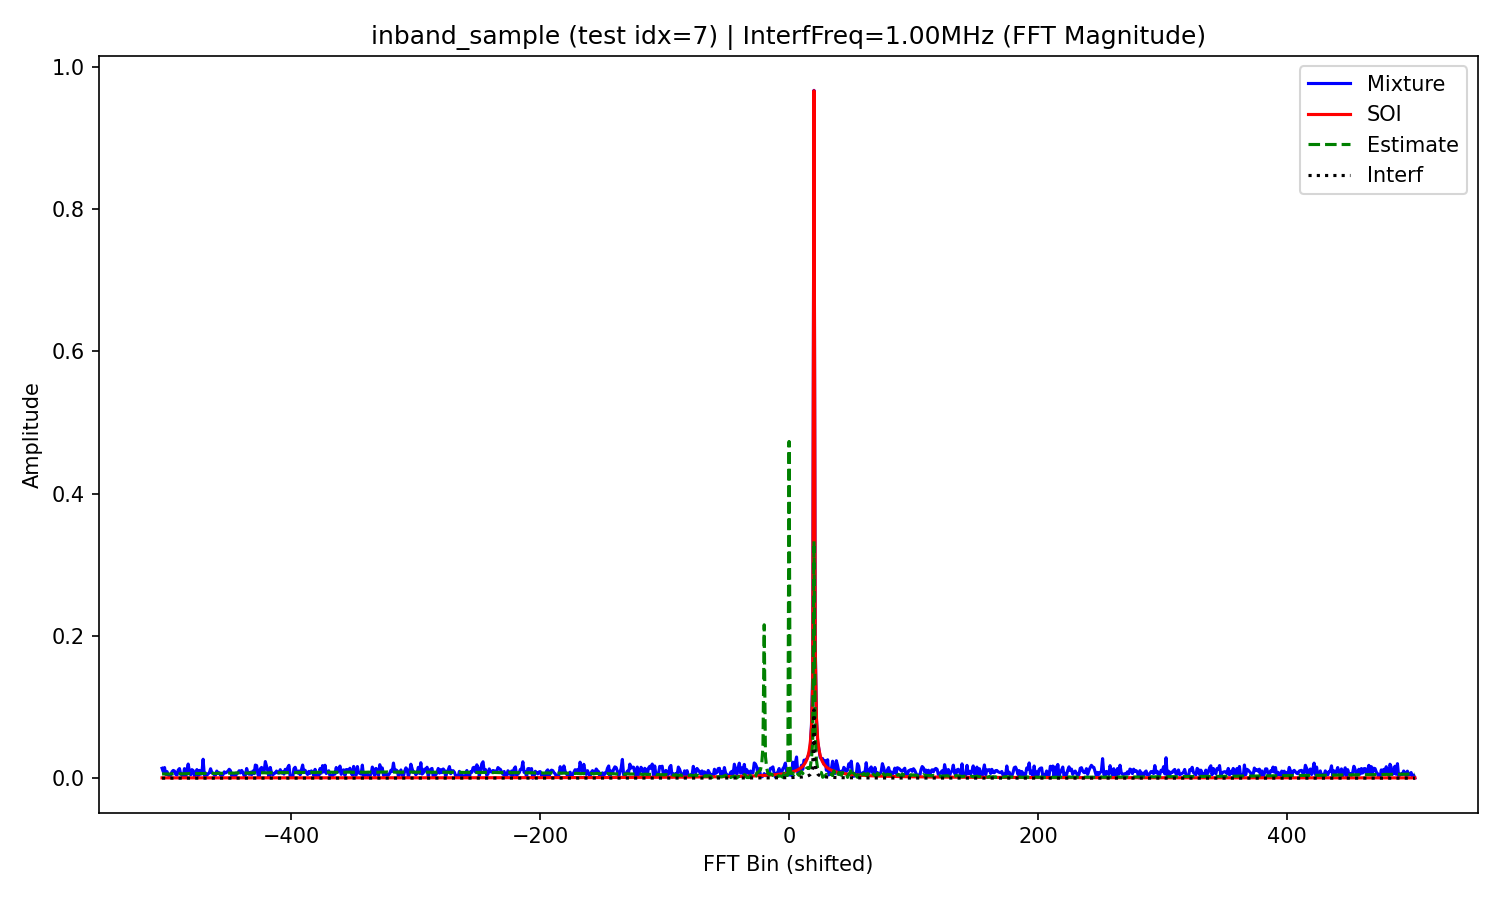 inband_sample (test idx=7) | InterfFreq=1.00MHz (FFT Magnitude)
Mixture
SOI
Estimate
Interf
Amplitude
1.0
0.8
0.6
0.4
0.2
0.0
−400 −200 0 200 400
FFT Bin (shifted)